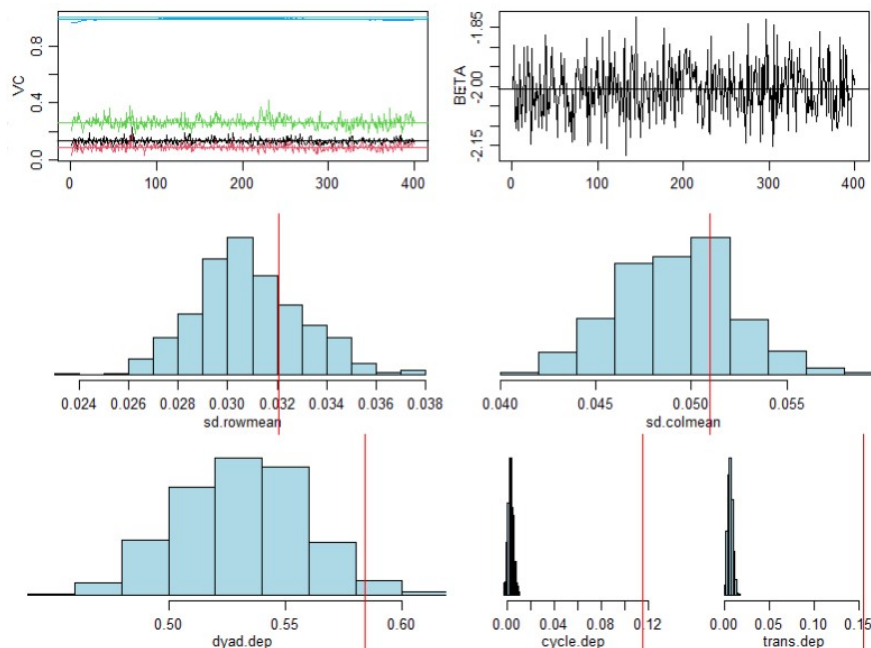 VC
0.0 0.4 0.8
0 100 200 300 400
BETA
-2.15 -2.00 -1.85
0 100 200 300 400
0.024 0.026 0.028 0.030 0.032 0.034 0.036 0.038
sd.rowmean
0.040 0.045 0.050 0.055
sd.colmean
0.50 0.55 0.60
dyad.dep
0.00 0.04 0.08 0.12
cycle.dep
0.00 0.05 0.10 0.15
trans.dep